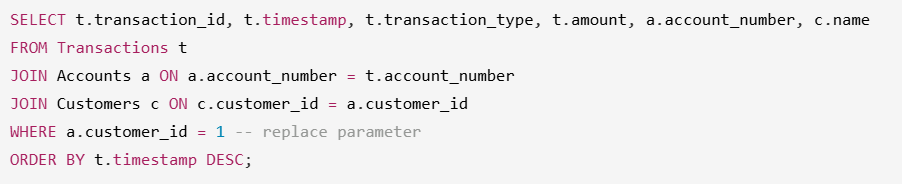 SELECT t.transaction_id, t.timestamp, t.transaction_type, t.amount, a.account_number, c.name
FROM Transactions t
JOIN Accounts a ON a.account_number = t.account_number
JOIN Customers c ON c.customer_id = a.customer_id
WHERE a.customer_id = 1 -- replace parameter
ORDER BY t.timestamp DESC;